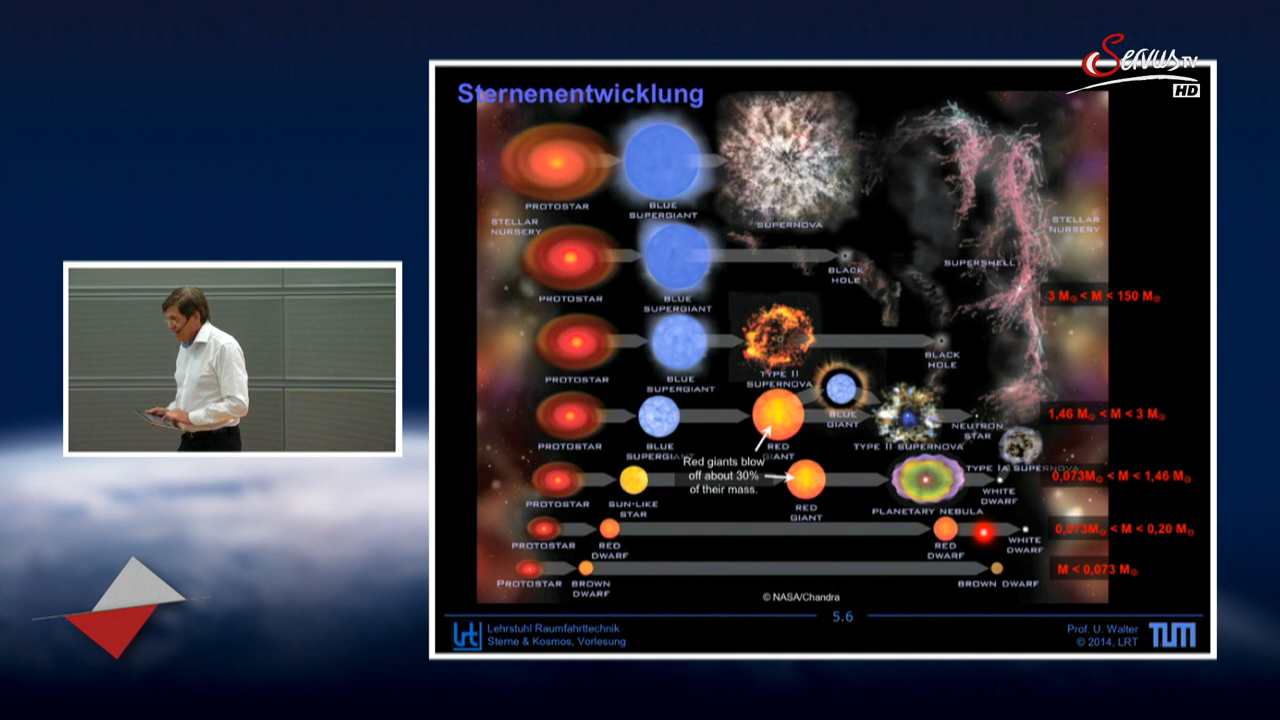 ServusTV
HD
Sternenentwicklung
PROTOSTAR
BLUE
SUPERGIANT
SUPERNOVA
STELLAR
NURSERY
STELLAR
NURSERY
PROTOSTAR
BLUE
SUPERGIANT
BLACK
HOLE
SUPERSHELL
3 M☉ < M < 150 M☉
PROTOSTAR
BLUE
SUPERGIANT
TYPE II
SUPERNOVA
BLACK
HOLE
PROTOSTAR
BLUE
SUPERGIANT
RED
GIANT
BLUE
GIANT
TYPE II SUPERNOVA
NEUTRON
STAR
1,46 M☉ < M < 3 M☉
Red giants blow
off about 30%
of their mass.
PROTOSTAR
SUN-LIKE
STAR
RED
GIANT
PLANETARY NEBULA
TYPE IA SUPERNOVA
WHITE
DWARF
0,073M☉ < M < 1,46 M☉
PROTOSTAR
RED
DWARF
RED
DWARF
WHITE
DWARF
0,073M☉ < M < 0,20 M☉
PROTOSTAR
BROWN
DWARF
BROWN DWARF
M < 0,073 M☉
© NASA/Chandra
5.6
lrt
Lehrstuhl Raumfahrttechnik
Sterne & Kosmos, Vorlesung
Prof. U. Walter
© 2014, LRT
TUM